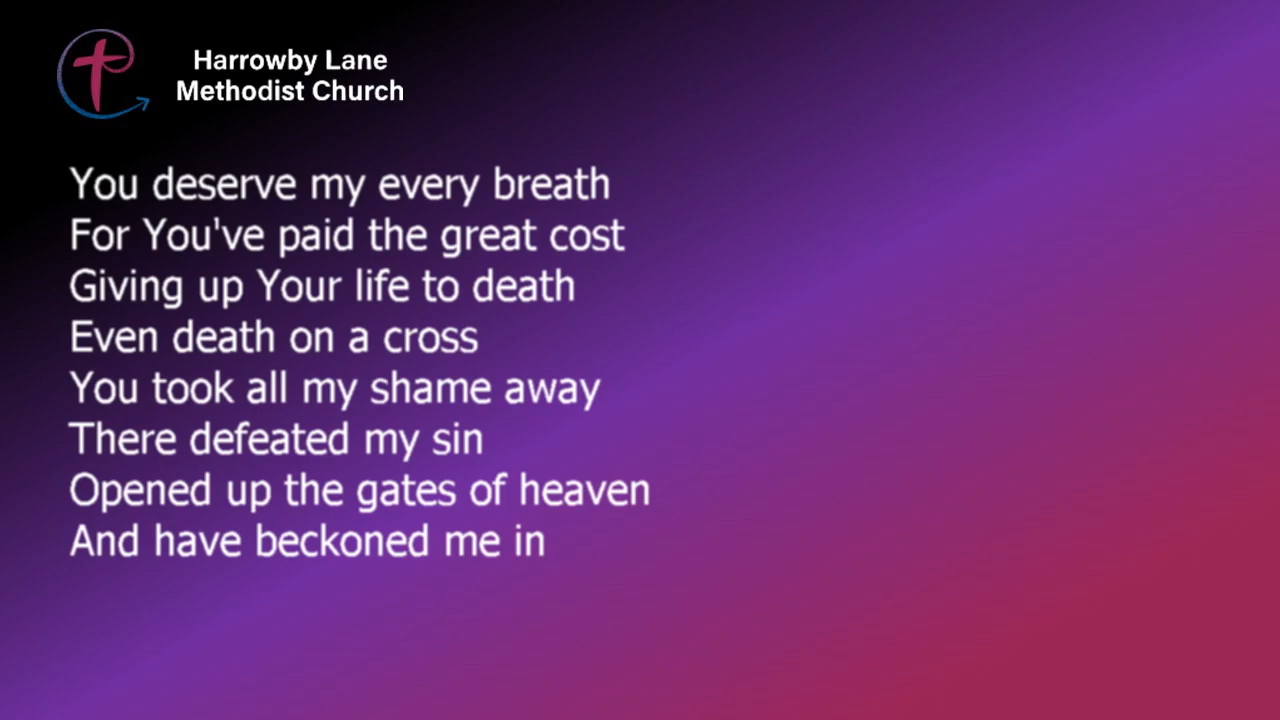 Harrowby Lane
Methodist Church
You deserve my every breath
For You've paid the great cost
Giving up Your life to death
Even death on a cross
You took all my shame away
There defeated my sin
Opened up the gates of heaven
And have beckoned me in